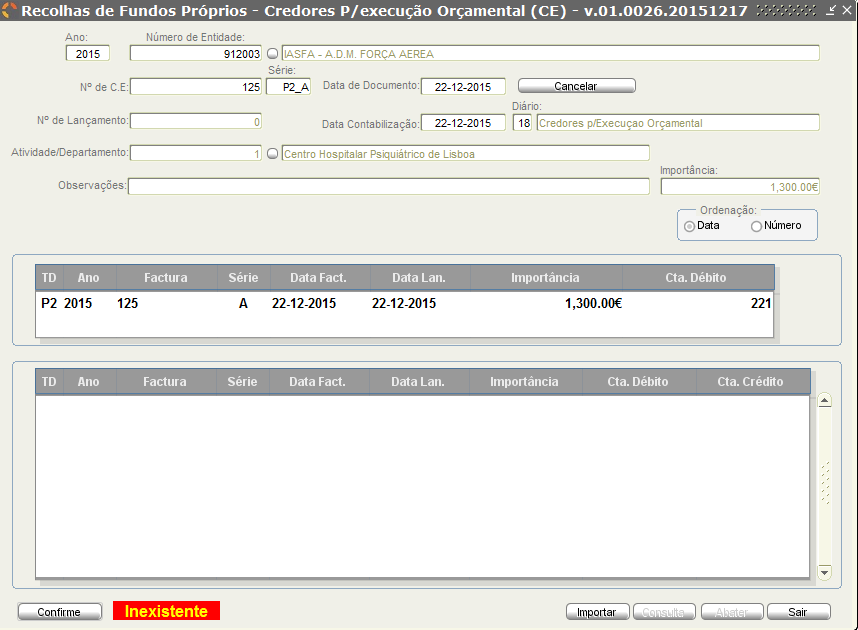 Recolhas de Fundos Próprios - Credores P/execução Orçamental (CE) - v.01.0026.20151217
Ano: Número de Entidade:
2015 912003 IASFA - A.D.M. FORÇA AEREA
Série:
Nº de C.E: 125 P2_A Data de Documento: 22-12-2015 Cancelar
Diário:
Nº de Lançamento: 0 Data Contabilização: 22-12-2015 18 Credores p/Execuçao Orçamental
Atividade/Departamento: 1 Centro Hospitalar Psiquiátrico de Lisboa
Importância:
Observações: 1,300.00€
Ordenação:
Data Número
TD Ano Factura Série Data Fact. Data Lan. Importância Cta. Débito
P2 2015 125 A 22-12-2015 22-12-2015 1,300.00€ 221
TD Ano Factura Série Data Fact. Data Lan. Importância Cta. Débito Cta. Crédito
Confirme Inexistente Importar Consulta Abater Sair